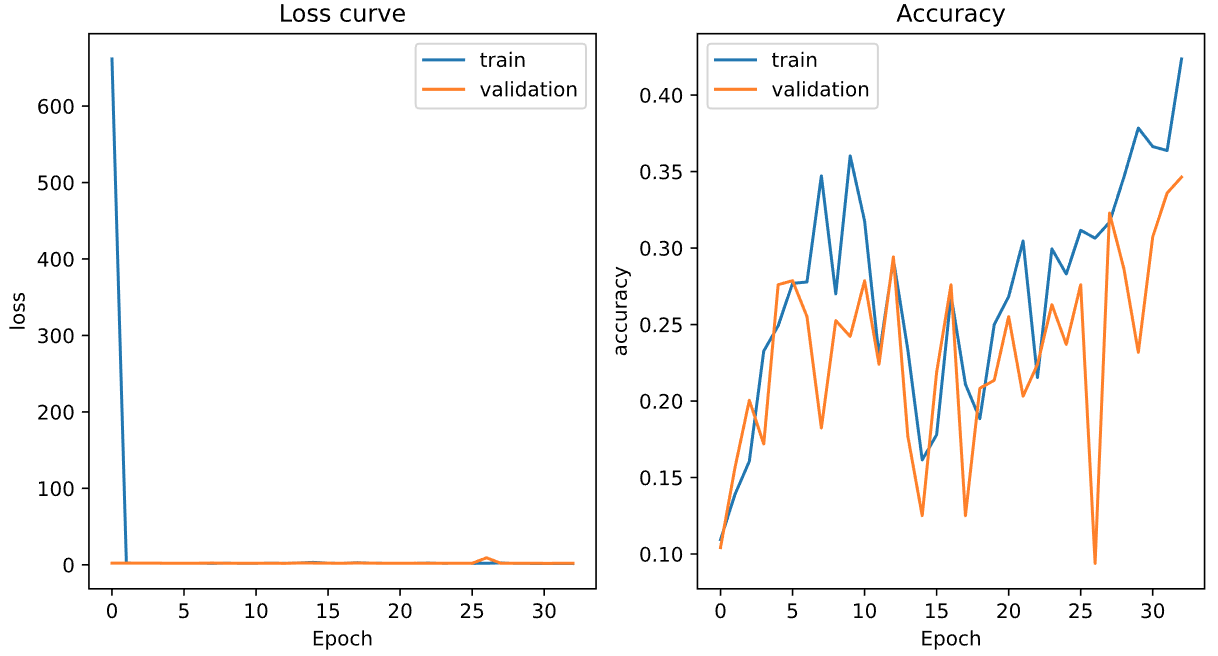 Loss curve
train
validation
600
500
400
300
200
100
0
loss
0 5 10 15 20 25 30
Epoch
Accuracy
train
validation
0.40
0.35
0.30
0.25
0.20
0.15
0.10
accuracy
0 5 10 15 20 25 30
Epoch